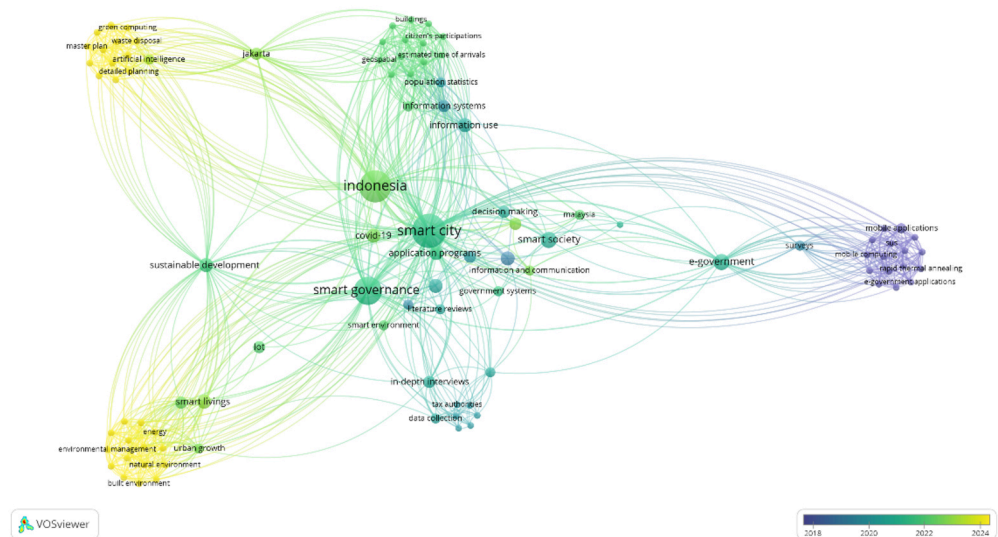 green computing
waste disposal
master plan
artificial intelligence
detailed planning
jakarta
buildings
citizen's participations
estimated time of arrivals
geospatial
population statistics
information systems
information use
indonesia
smart city
covid-19
application programs
decision making
malaysia
smart society
information and communication
government systems
e-government
surveys
mobile applications
sus
mobile computing
rapid thermal annealing
e-government applications
sustainable development
smart governance
literature reviews
smart environment
iot
in-depth interviews
tax authorities
data collection
smart livings
energy
environmental management
urban growth
natural environment
built environment
VOSviewer
2018
2020
2022
2024